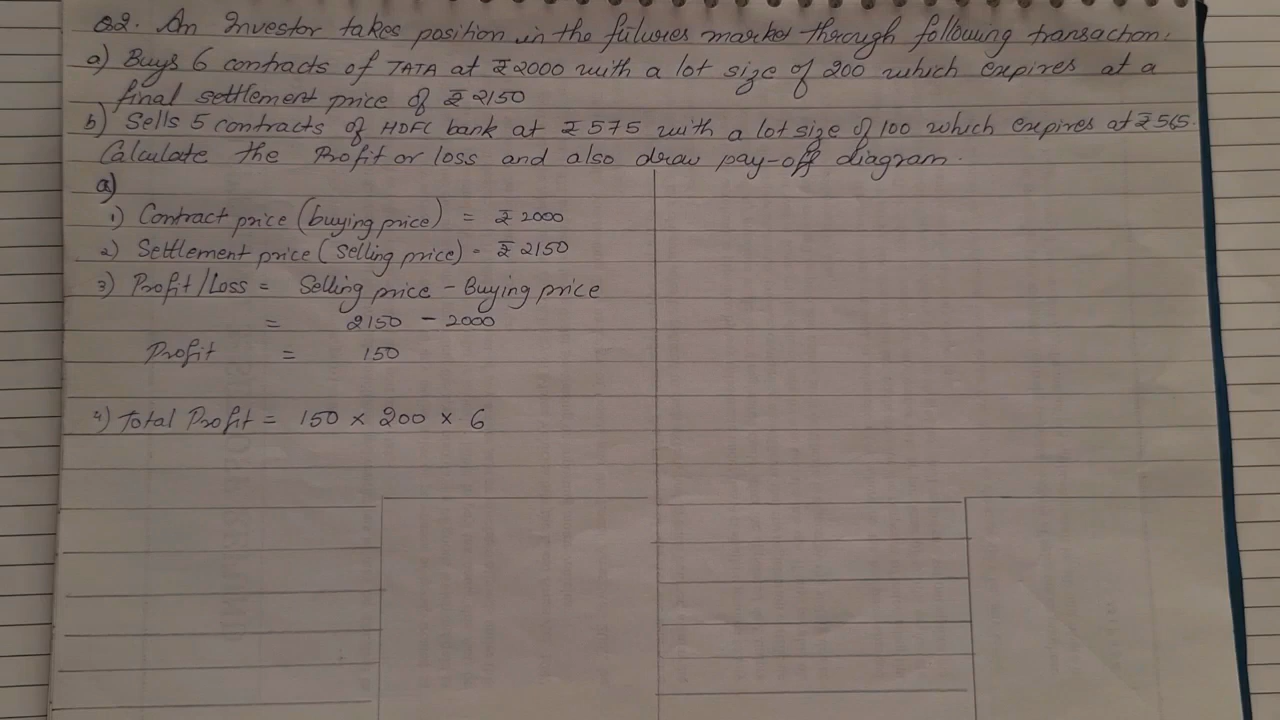 Q2. An Investor takes position in the futures market through following transaction.
a) Buys 6 contracts of TATA at ₹2000 with a lot size of 200 which expires at a
final settlement price of ₹2150
b) Sells 5 contracts of HDFC bank at ₹575 with a lot size of 100 which expires at ₹565.
Calculate the Profit or loss and also draw pay-off diagram.
a)
1) Contract price (buying price) = ₹2000
2) Settlement price (selling price) = ₹2150
3) Profit/Loss = Selling price - Buying price
= 2150 - 2000
Profit = 150
4) Total Profit = 150 × 200 × 6